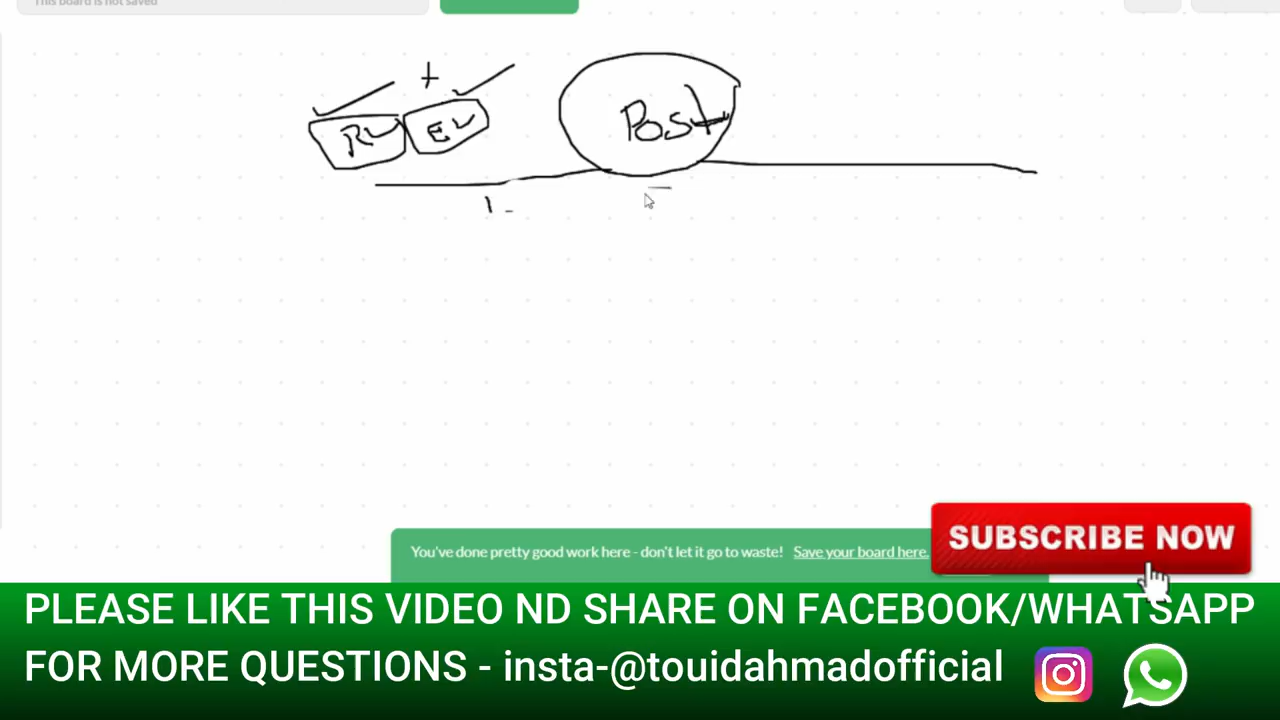 This board is not saved
+
R E
Post
1-
You've done pretty good work here - don't let it go to waste! Save your board here.
SUBSCRIBE NOW
PLEASE LIKE THIS VIDEO ND SHARE ON FACEBOOK/WHATSAPP
FOR MORE QUESTIONS - insta-@touidahmadofficial